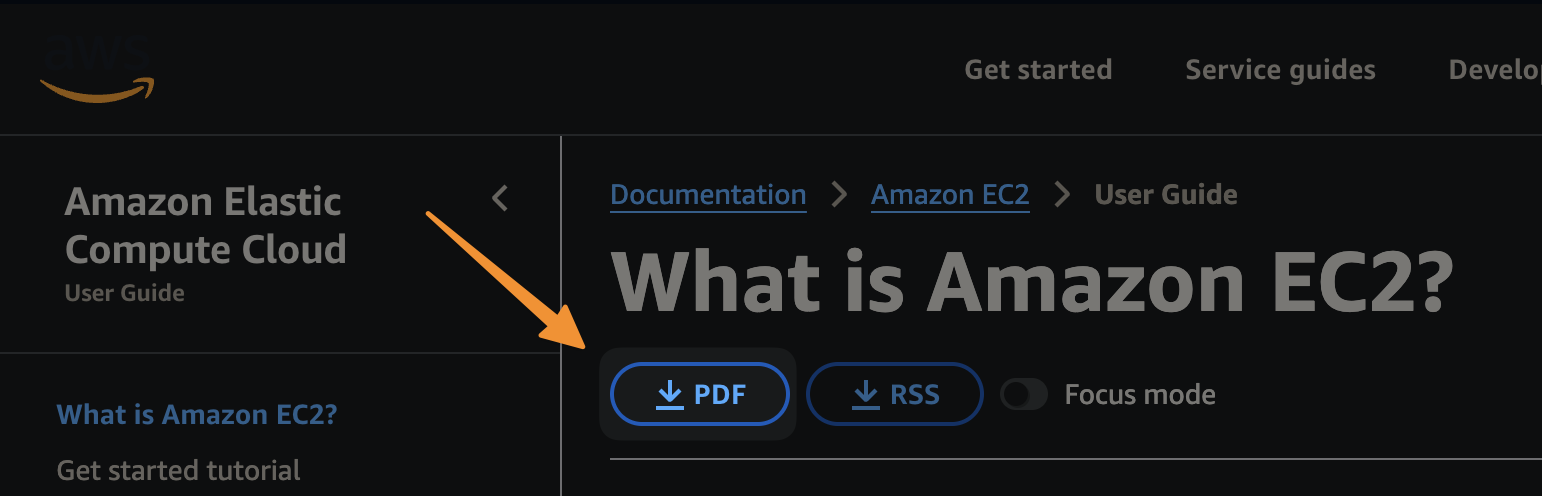 aws
Get started
Service guides
Amazon Elastic
Compute Cloud
User Guide
What is Amazon EC2?
Get started tutorial
Documentation > Amazon EC2 > User Guide
What is Amazon EC2?
PDF
RSS
Focus mode